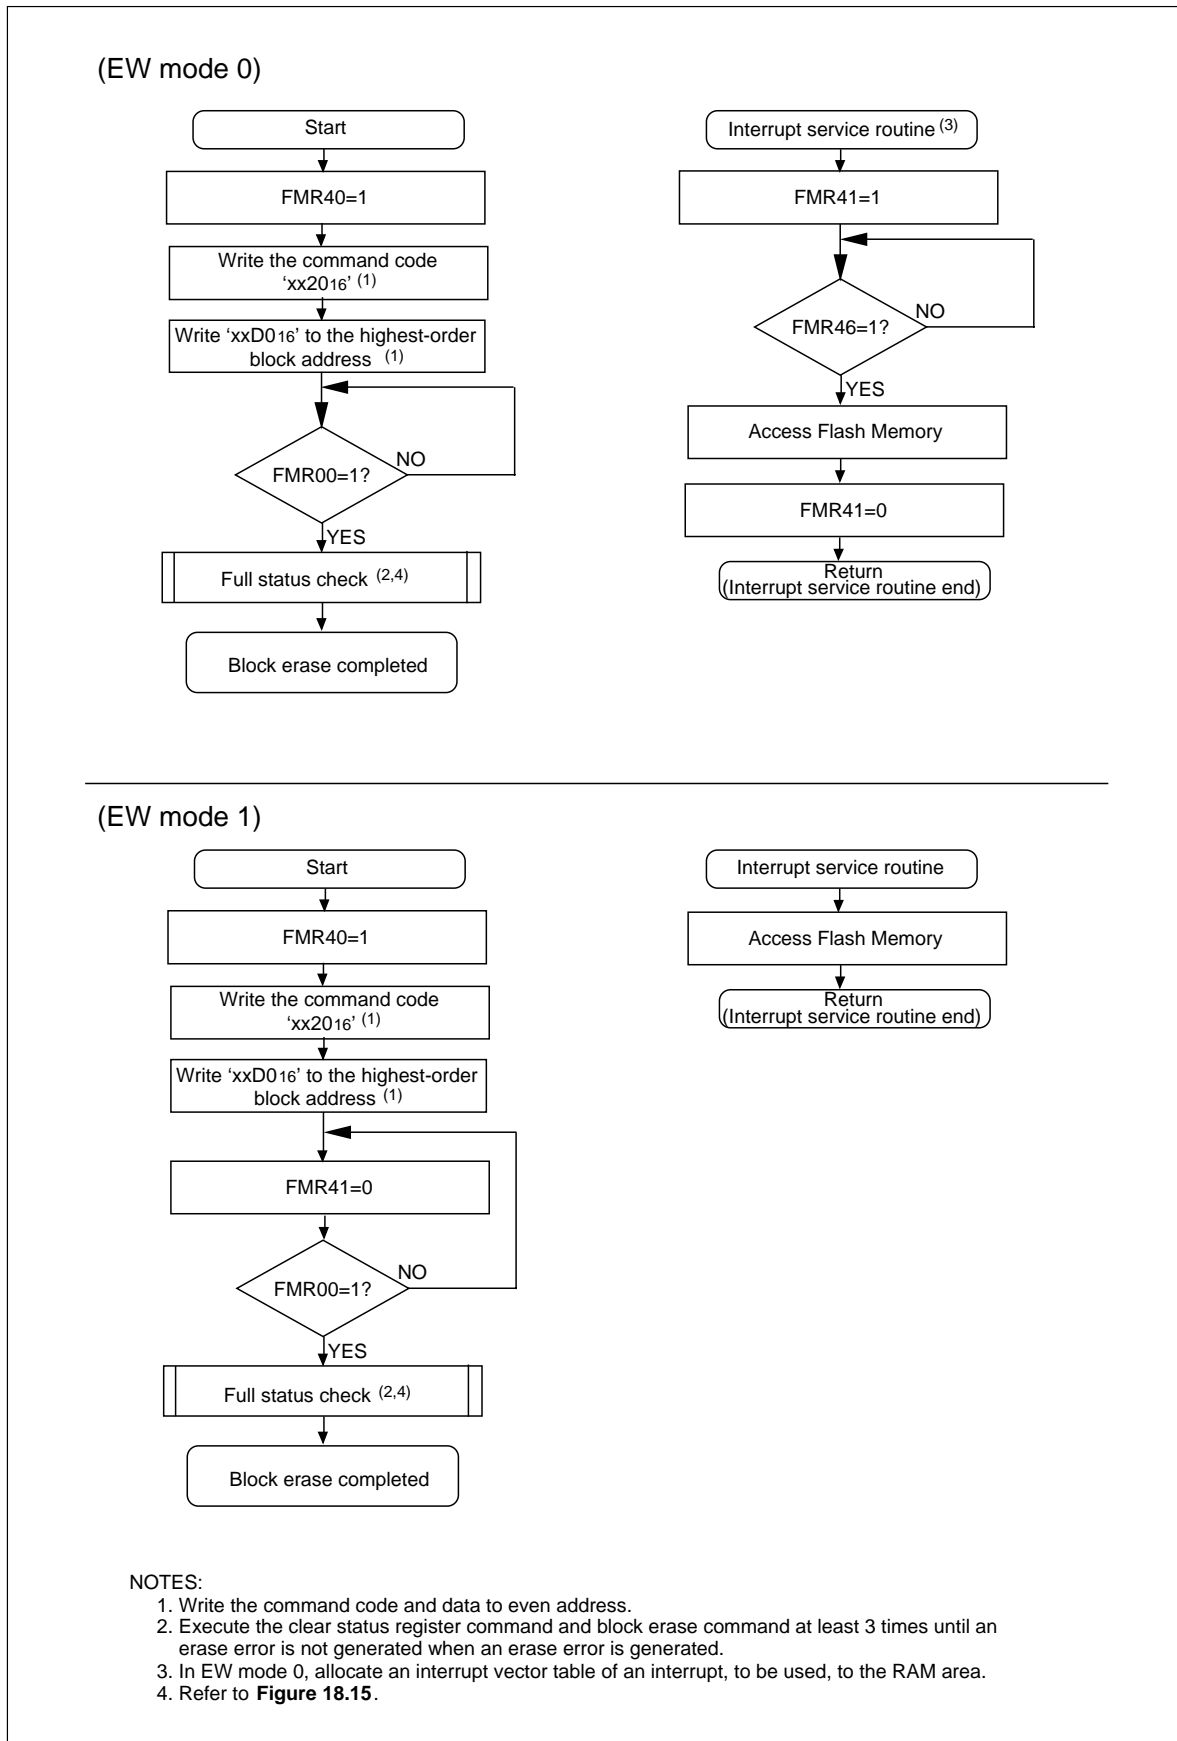 (EW mode 0)
Start
FMR40=1
Write the command code
‘xx2016’ (1)
Write ‘xxD016’ to the highest-order
block address (1)
FMR00=1?
NO
YES
Full status check (2,4)
Block erase completed
Interrupt service routine (3)
FMR41=1
FMR46=1?
NO
YES
Access Flash Memory
FMR41=0
Return
(Interrupt service routine end)
(EW mode 1)
Start
FMR40=1
Write the command code
‘xx2016’ (1)
Write ‘xxD016’ to the highest-order
block address (1)
FMR41=0
FMR00=1?
NO
YES
Full status check (2,4)
Block erase completed
Interrupt service routine
Access Flash Memory
Return
(Interrupt service routine end)
NOTES:
1. Write the command code and data to even address.
2. Execute the clear status register command and block erase command at least 3 times until an
erase error is not generated when an erase error is generated.
3. In EW mode 0, allocate an interrupt vector table of an interrupt, to be used, to the RAM area.
4. Refer to Figure 18.15.